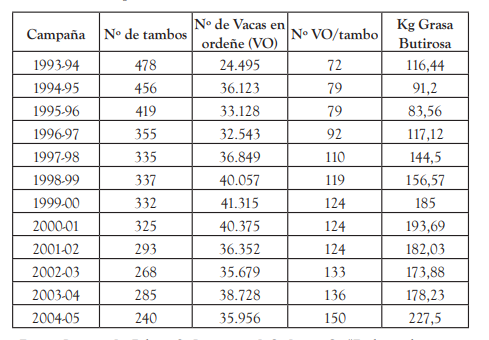 Campaña Nº de tambos Nº de Vacas en ordeñe (VO) Nº VO/tambo Kg Grasa Butirosa
1993-94 478 24.495 72 116,44
1994-95 456 36.123 79 91,2
1995-96 419 33.128 79 83,56
1996-97 355 32.543 92 117,12
1997-98 335 36.849 110 144,5
1998-99 337 40.057 119 156,57
1999-00 332 41.315 124 185
2000-01 325 40.375 124 193,69
2001-02 293 36.352 124 182,03
2002-03 268 35.679 133 173,88
2003-04 285 38.728 136 178,23
2004-05 240 35.956 150 227,5